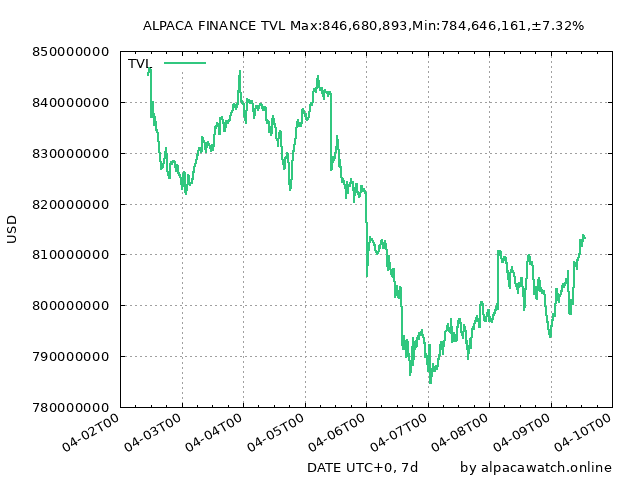 ALPACA FINANCE TVL Max:846,680,893,Min:784,646,161,±7.32%
850000000
TVL
840000000
830000000
820000000
USD
810000000
800000000
790000000
780000000
04-02T00 04-03T00 04-04T00 04-05T00 04-06T00 04-07T00 04-08T00 04-09T00 04-10T00
DATE UTC+0, 7d by alpacawatch.online